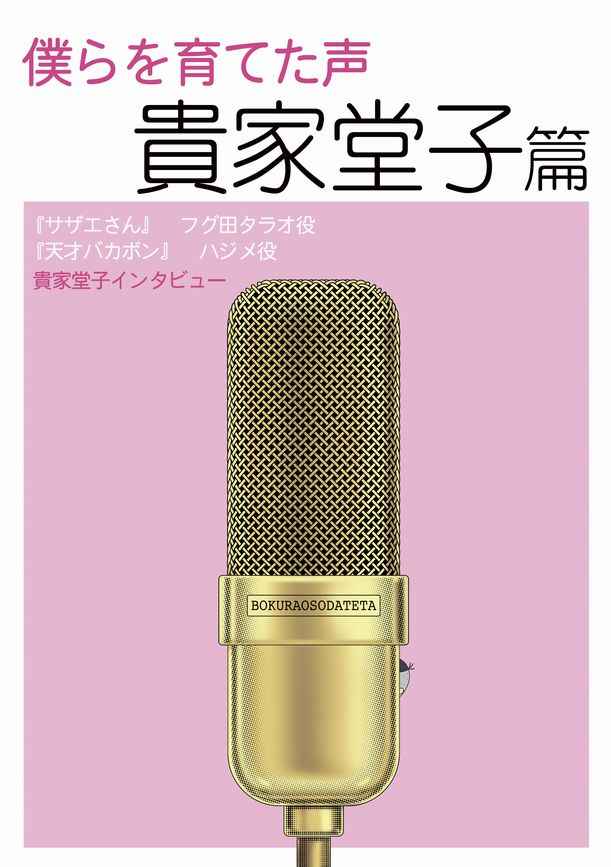 僕らを育てた声
貴家堂子篇
『サザエさん』　フグ田タラオ役
『天才バカボン』　ハジメ役
貴家堂子インタビュー
BOKURAOSODATETA